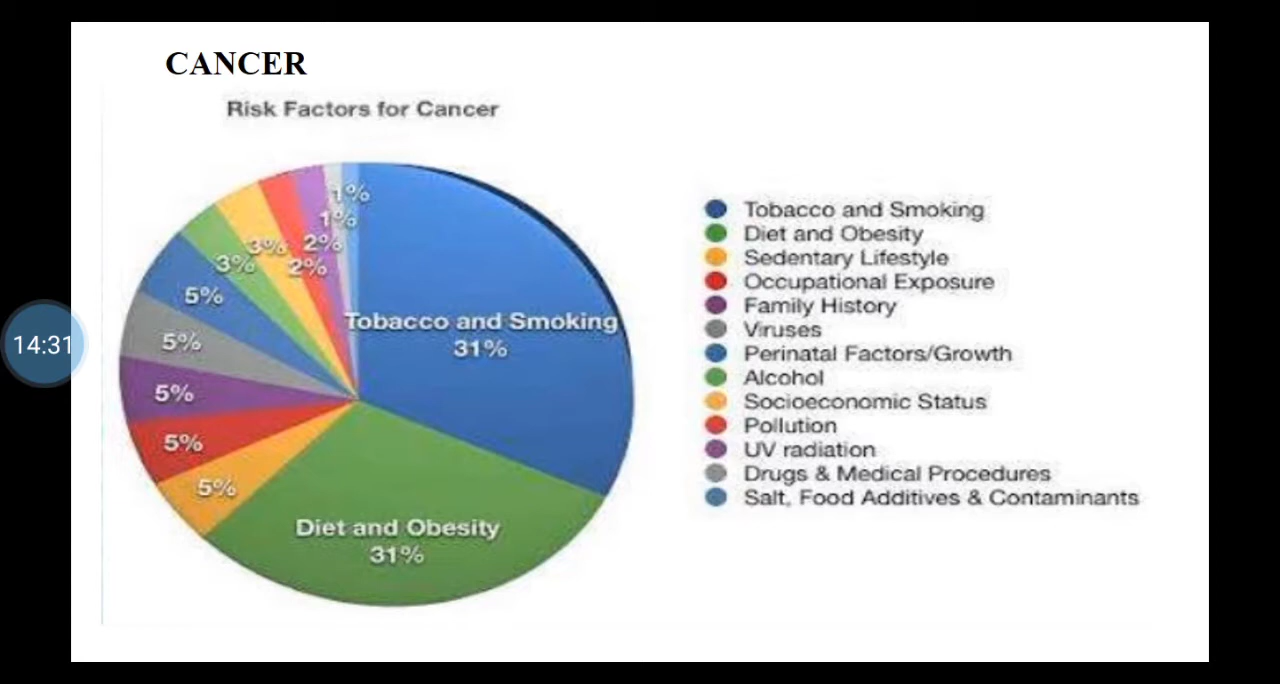 CANCER
Risk Factors for Cancer
1%
1%
2%
3%
3%
2%
5%
Tobacco and Smoking
31%
5%
14:31
5%
5%
5%
Diet and Obesity
31%
Tobacco and Smoking
Diet and Obesity
Sedentary Lifestyle
Occupational Exposure
Family History
Viruses
Perinatal Factors/Growth
Alcohol
Socioeconomic Status
Pollution
UV radiation
Drugs & Medical Procedures
Salt, Food Additives & Contaminants